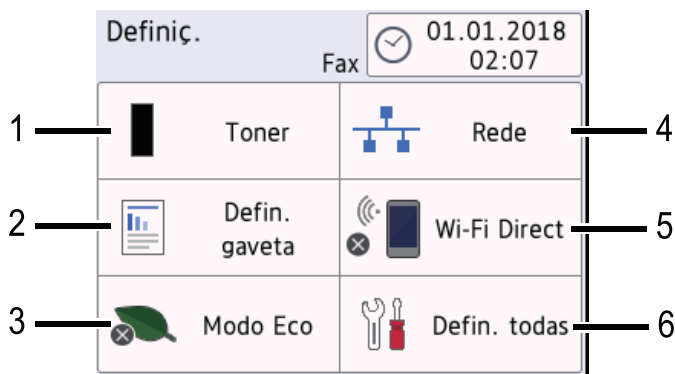 Definiç.
Fax
01.01.2018
02:07
1
Toner
Rede
4
2
Defin.
gaveta
Wi-Fi Direct
5
3
Modo Eco
Defin. todas
6